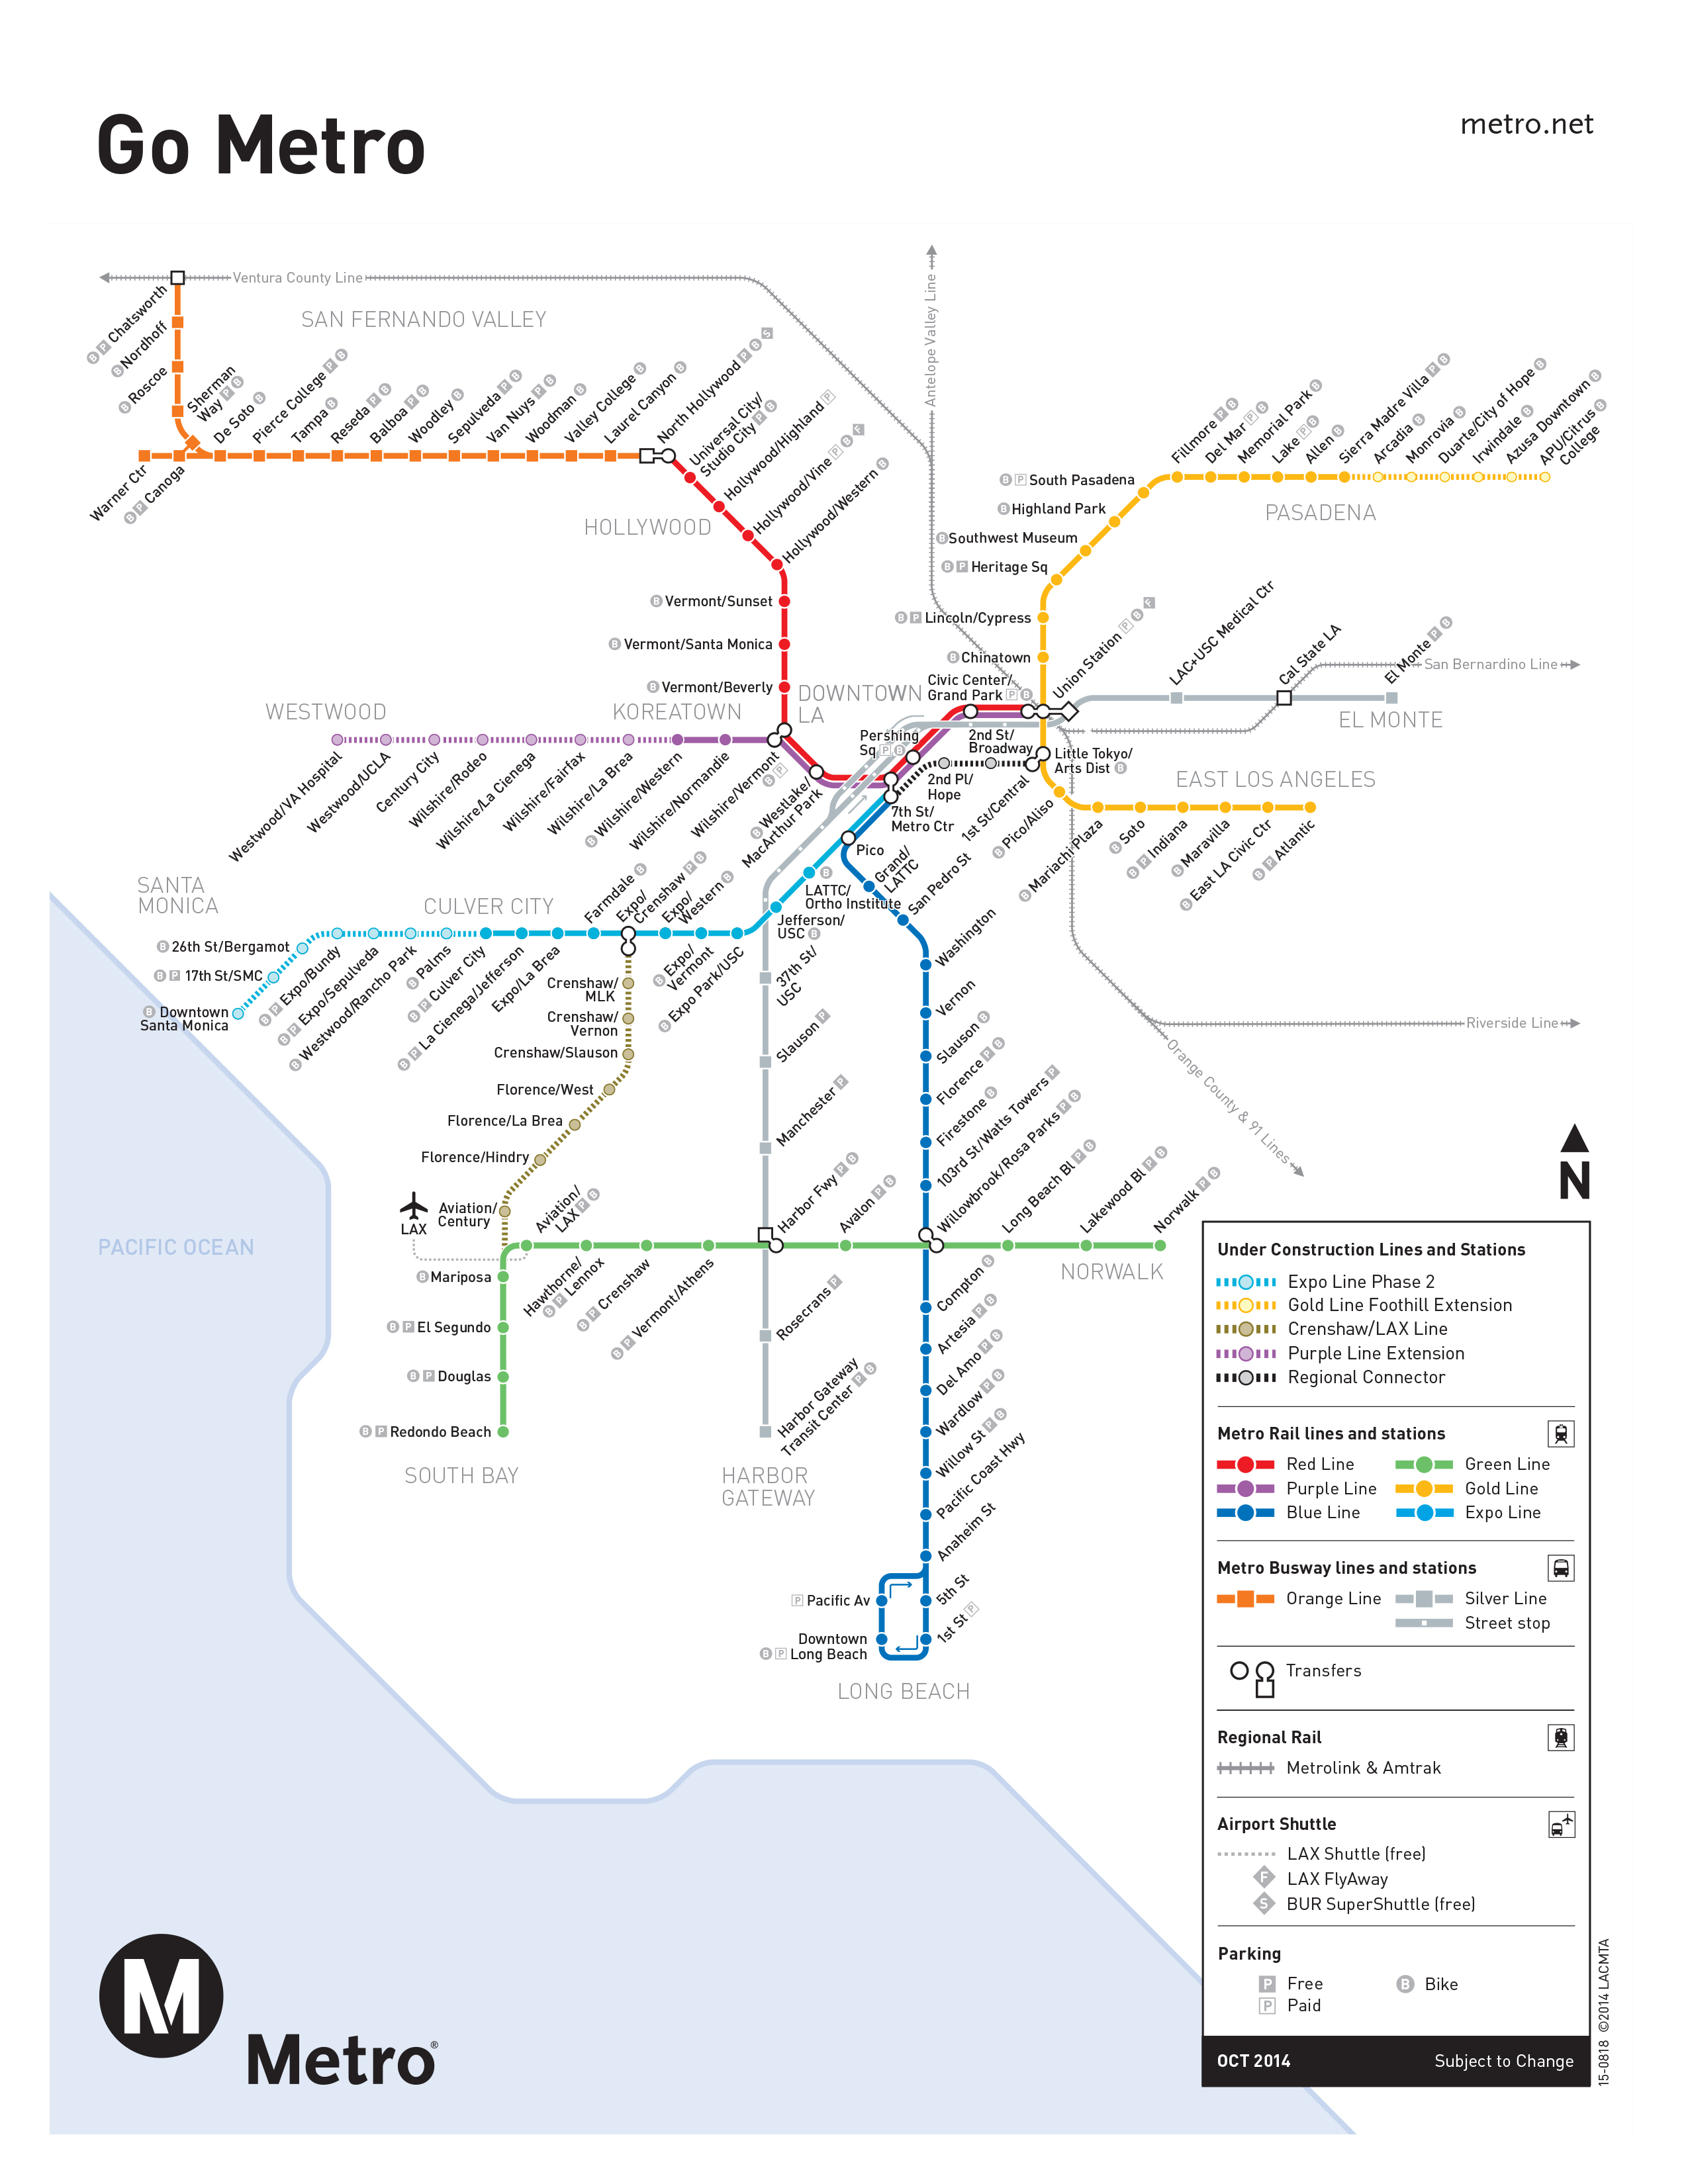 Go Metro
metro.net
Ventura County Line
Antelope Valley Line
SAN FERNANDO VALLEY
B P Chatsworth
B Nordhoff
B Roscoe
Sherman
Way P B
De Soto B
Pierce College P B
Tampa B
Reseda P B
Balboa P B
Woodley B
Sepulveda P B
Van Nuys P B
Woodman B
Valley College B
Laurel Canyon B
North Hollywood P B S
Warner Ctr
B P Canoga
Universal City/
Studio City P B
Hollywood/Highland P
Hollywood/Vine P B F
Hollywood/Western B
HOLLYWOOD
B Vermont/Sunset
B Vermont/Santa Monica
B Vermont/Beverly
Fillmore P B
Del Mar P B
Memorial Park B
Lake P B
Allen B
Sierra Madre Villa P B
Arcadia B
Monrovia B
Duarte/City of Hope B
Irwindale B
Azusa Downtown B
APU/Citrus B
College
B P South Pasadena
B Highland Park
B Southwest Museum
B P Heritage Sq
B P Lincoln/Cypress
B Chinatown
PASADENA
Union Station P B F
LAC+USC Medical Ctr
Cal State LA
El Monte P B
San Bernardino Line
EL MONTE
WESTWOOD
KOREATOWN
DOWNTOWN
LA
Civic Center/
Grand Park P B
Pershing
Sq P B
2nd St/
Broadway
2nd Pl/
Hope
Little Tokyo/
Arts Dist B
1st St/Central
7th St/
Metro Ctr
EAST LOS ANGELES
B Pico/Aliso
B Mariachi Plaza
B Soto
B P Indiana
B Maravilla
B East LA Civic Ctr
B P Atlantic
Westwood/VA Hospital
Westwood/UCLA
Century City
Wilshire/Rodeo
Wilshire/La Cienega
Wilshire/Fairfax
Wilshire/La Brea
B Wilshire/Western
Wilshire/Normandie
Wilshire/Vermont
B P
B Westlake/
MacArthur Park
Pico
Grand/
LATTC
San Pedro St
Washington
Vernon
Slauson B
Florence P B
Firestone B
103rd St/Watts Towers P
Willowbrook/Rosa Parks P B
SANTA
MONICA
CULVER CITY
Farmdale B
Expo/
Crenshaw P B
Expo/
Western B
B
LATTC/
Ortho Institute
Jefferson/
USC B
B 26th St/Bergamot
B P 17th St/SMC
B Downtown
Santa Monica
B P Expo/Bundy
B P Expo/Sepulveda
B Westwood/Rancho Park
B Palms
B P Culver City
B P La Cienega/Jefferson
Expo/La Brea
B Expo/
Vermont
B Expo Park/USC
Crenshaw/
MLK
Crenshaw/
Vernon
Crenshaw/Slauson
Florence/West
Florence/La Brea
Florence/Hindry
Aviation/
Century
LAX
37th St/
USC
Slauson P
Manchester P
Harbor Fwy P B
Rosecrans P
Harbor Gateway
Transit Center P B
Riverside Line
Orange County & 91 Lines
N
PACIFIC OCEAN
Aviation/
LAX P B
Avalon P B
Long Beach Bl P B
Lakewood Bl P B
Norwalk P B
NORWALK
B Mariposa
B P El Segundo
B P Douglas
B P Redondo Beach
Hawthorne/
B P Lennox
B P Crenshaw
B P Vermont/Athens
SOUTH BAY
HARBOR
GATEWAY
Compton B
Artesia P B
Del Amo P B
Wardlow P B
Willow St P B
Pacific Coast Hwy
Anaheim St
5th St
1st St P
P Pacific Av
Downtown
B P Long Beach
LONG BEACH
Under Construction Lines and Stations
Expo Line Phase 2
Gold Line Foothill Extension
Crenshaw/LAX Line
Purple Line Extension
Regional Connector
Metro Rail lines and stations
Red Line
Green Line
Purple Line
Gold Line
Blue Line
Expo Line
Metro Busway lines and stations
Orange Line
Silver Line
Street stop
Transfers
Regional Rail
Metrolink & Amtrak
Airport Shuttle
LAX Shuttle (free)
F LAX FlyAway
S BUR SuperShuttle (free)
Parking
P Free
B Bike
P Paid
OCT 2014
Subject to Change
15-0818 ©2014 LACMTA
M
Metro®